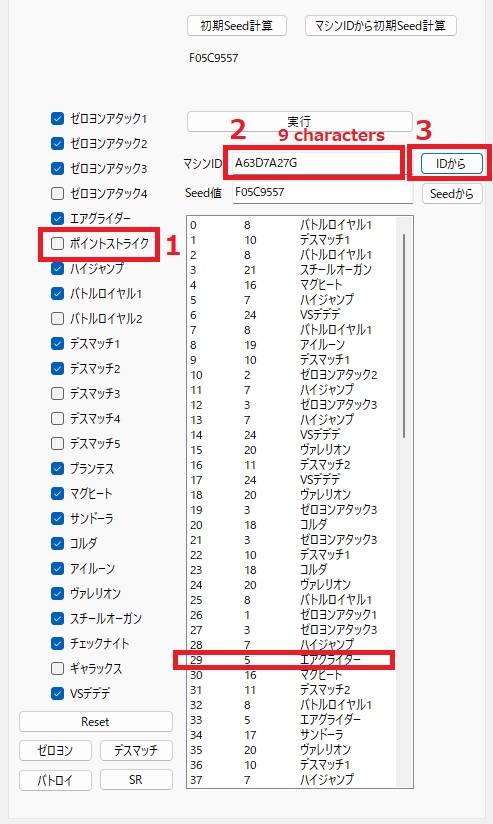 初期Seed計算 マシンIDから初期Seed計算
F05C9557
実行
2 9 characters 3
マシンID A63D7A27G IDから
Seed値 F05C9557 Seedから
ゼロヨンアタック1
ゼロヨンアタック2
ゼロヨンアタック3
ゼロヨンアタック4
エアグライダー
ポイントストライク 1
ハイジャンプ
バトルロイヤル1
バトルロイヤル2
デスマッチ1
デスマッチ2
デスマッチ3
デスマッチ4
デスマッチ5
プランテス
マグヒート
サンドーラ
コルダ
アイルーン
ヴァレリオン
スチールオーガン
チェックナイト
ギャラックス
VSデデデ
Reset
ゼロヨン デスマッチ
バトロイ SR
0 8 バトルロイヤル1
1 10 デスマッチ1
2 8 バトルロイヤル1
3 21 スチールオーガン
4 16 マグヒート
5 7 ハイジャンプ
6 24 VSデデデ
7 8 バトルロイヤル1
8 19 アイルーン
9 10 デスマッチ1
10 2 ゼロヨンアタック2
11 7 ハイジャンプ
12 3 ゼロヨンアタック3
13 7 ハイジャンプ
14 24 VSデデデ
15 20 ヴァレリオン
16 11 デスマッチ2
17 24 VSデデデ
18 20 ヴァレリオン
19 3 ゼロヨンアタック3
20 18 コルダ
21 3 ゼロヨンアタック3
22 10 デスマッチ1
23 18 コルダ
24 20 ヴァレリオン
25 8 バトルロイヤル1
26 1 ゼロヨンアタック1
27 3 ゼロヨンアタック3
28 7 ハイジャンプ
29 5 エアグライダー
30 16 マグヒート
31 11 デスマッチ2
32 8 バトルロイヤル1
33 5 エアグライダー
34 17 サンドーラ
35 20 ヴァレリオン
36 10 デスマッチ1
37 7 ハイジャンプ